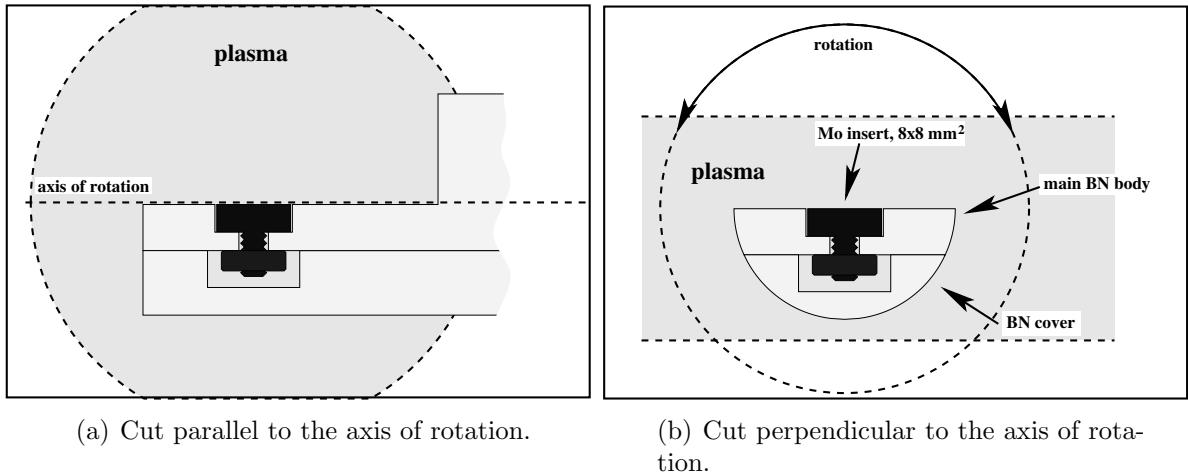 plasma
axis of rotation
rotation
Mo insert, 8x8 mm²
plasma
main BN body
BN cover
(a) Cut parallel to the axis of rotation.
(b) Cut perpendicular to the axis of rota-
tion.